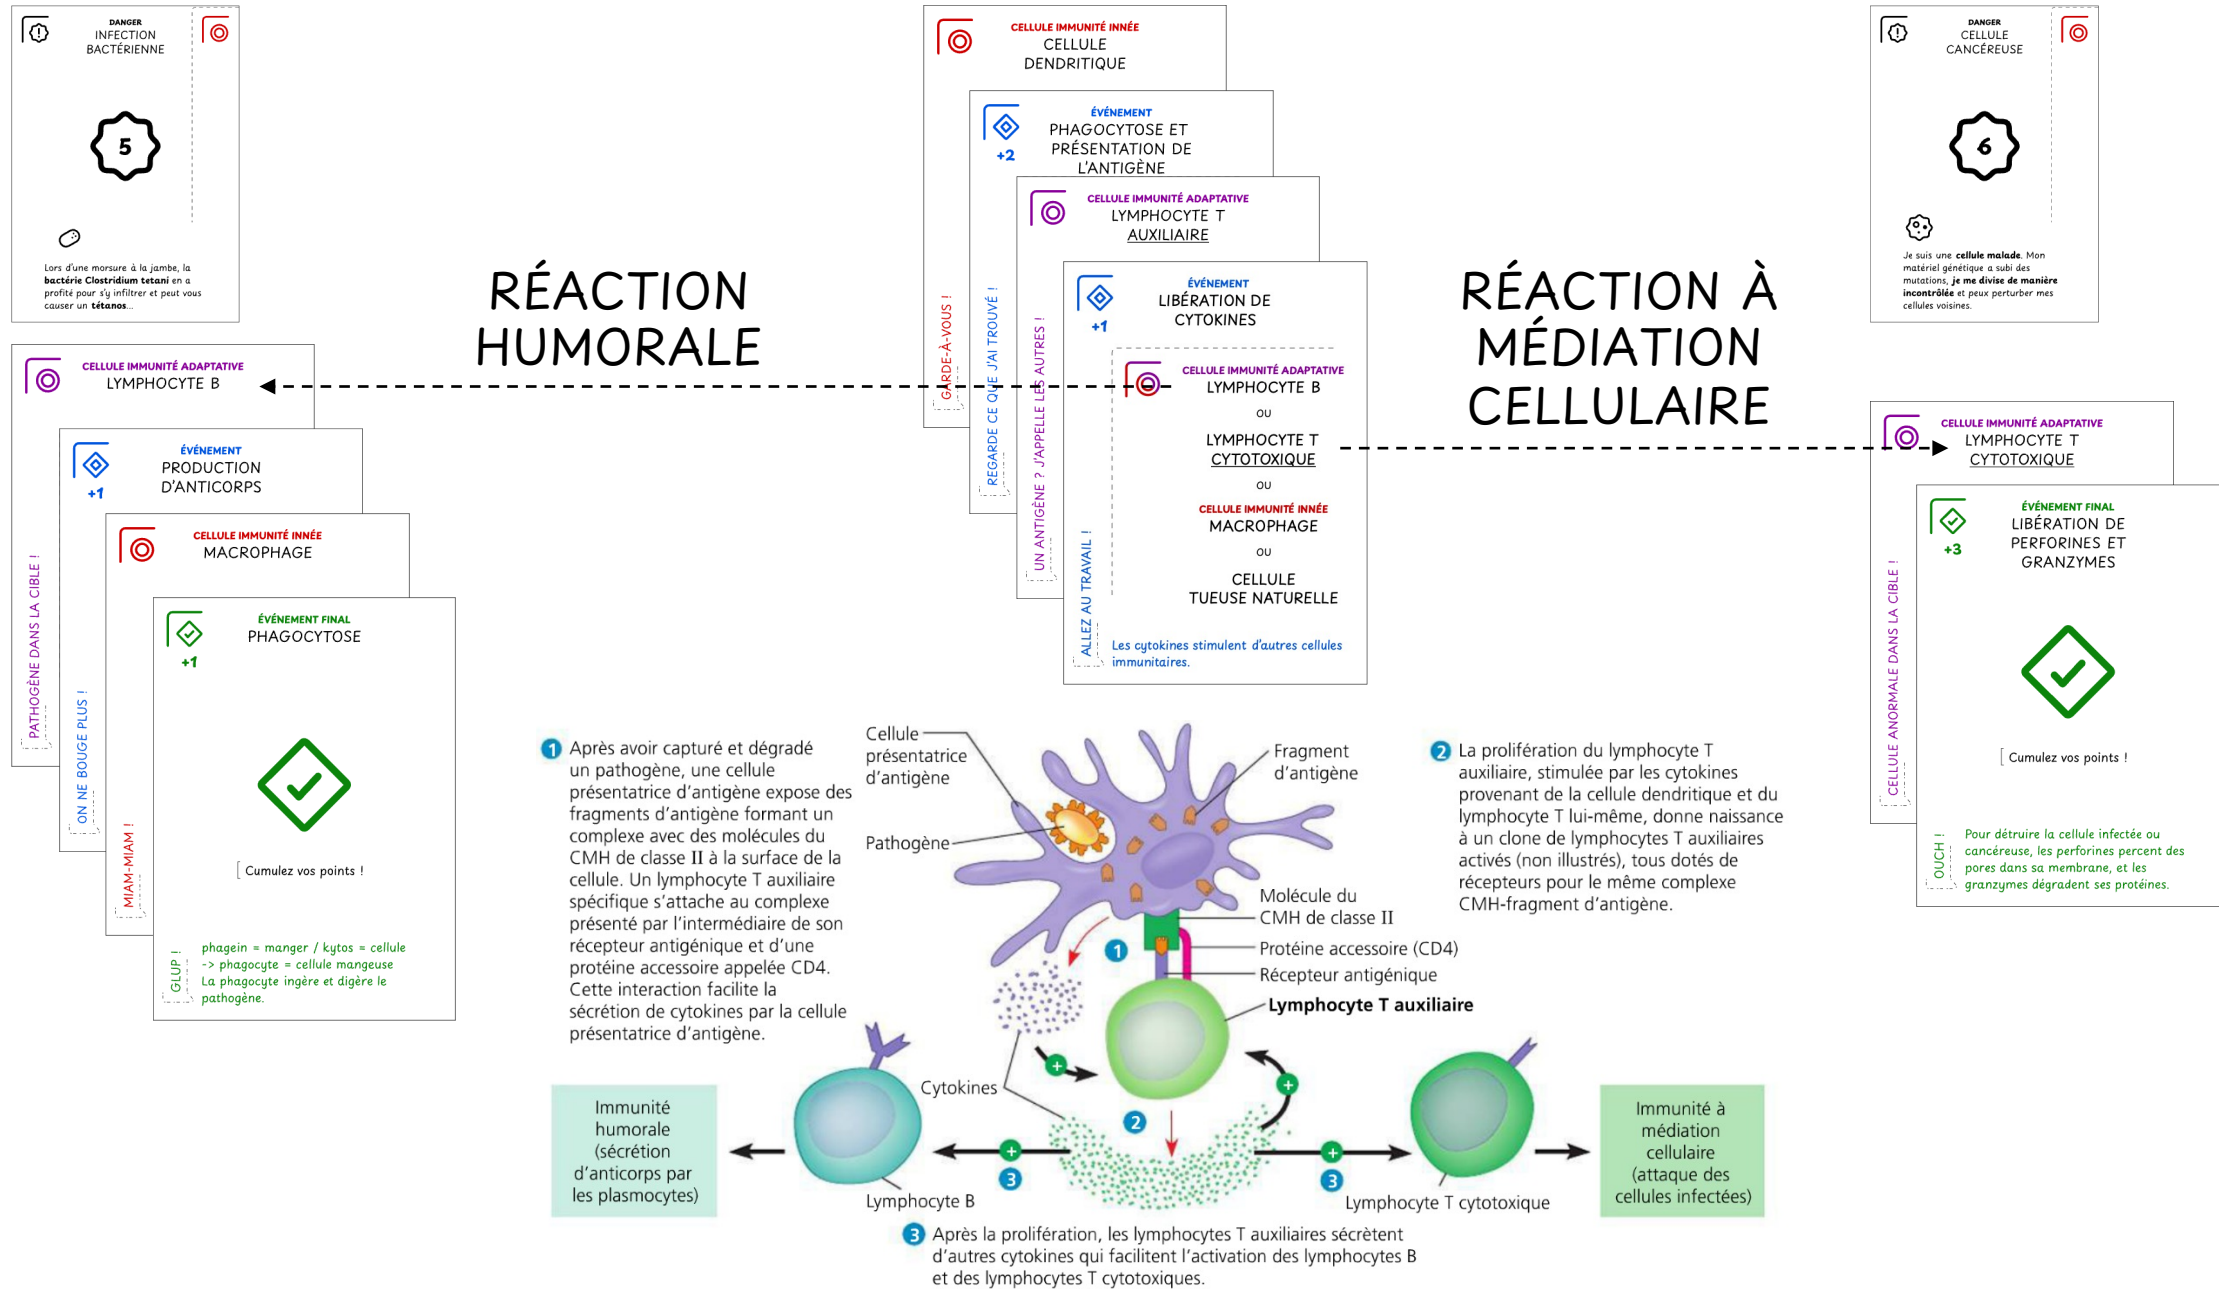 DANGER
INFECTION
BACTÉRIENNE
5
Lors d'une morsure à la jambe, la
bactérie Clostridium tetani en a
profité pour s'y infiltrer et peut vous
causer un tétanos...
RÉACTION
HUMORALE
CELLULE IMMUNITÉ ADAPTATIVE
LYMPHOCYTE B
PATHOGÈNE DANS LA CIBLE !
ÉVÉNEMENT
PRODUCTION
D'ANTICORPS
+1
ON NE BOUGE PLUS !
CELLULE IMMUNITÉ INNÉE
MACROPHAGE
MIAM-MIAM !
ÉVÉNEMENT FINAL
PHAGOCYTOSE
+1
Cumulez vos points !
GLUP !
phagein = manger / kytos = cellule
-> phagocyte = cellule mangeuse
La phagocyte ingère et digère le
pathogène.
CELLULE IMMUNITÉ INNÉE
CELLULE
DENDRITIQUE
GARDE-À-VOUS !
ÉVÉNEMENT
PHAGOCYTOSE ET
PRÉSENTATION DE
L'ANTIGÈNE
+2
REGARDE CE QUE J'AI TROUVÉ !
CELLULE IMMUNITÉ ADAPTATIVE
LYMPHOCYTE T
AUXILIAIRE
UN ANTIGÈNE ? J'APPELLE LES AUTRES !
ÉVÉNEMENT
LIBÉRATION DE
CYTOKINES
+1
CELLULE IMMUNITÉ ADAPTATIVE
LYMPHOCYTE B
OU
LYMPHOCYTE T
CYTOTOXIQUE
OU
CELLULE IMMUNITÉ INNÉE
MACROPHAGE
OU
CELLULE
TUEUSE NATURELLE
ALLEZ AU TRAVAIL !
Les cytokines stimulent d'autres cellules
immunitaires.
RÉACTION À
MÉDIATION
CELLULAIRE
DANGER
CELLULE
CANCÉREUSE
6
Je suis une cellule malade. Mon
matériel génétique a subi des
mutations, je me divise de manière
incontrôlée et peux perturber mes
cellules voisines.
CELLULE IMMUNITÉ ADAPTATIVE
LYMPHOCYTE T
CYTOTOXIQUE
CELLULE ANORMALE DANS LA CIBLE !
ÉVÉNEMENT FINAL
LIBÉRATION DE
PERFORINES ET
GRANZYMES
+3
Cumulez vos points !
OUCH !
Pour détruire la cellule infectée ou
cancéreuse, les perforines percent des
pores dans sa membrane, et les
granzymes dégradent ses protéines.
1 Après avoir capturé et dégradé
un pathogène, une cellule
présentatrice d'antigène expose des
fragments d'antigène formant un
complexe avec des molécules du
CMH de classe II à la surface de la
cellule. Un lymphocyte T auxiliaire
spécifique s'attache au complexe
présenté par l'intermédiaire de son
récepteur antigénique et d'une
protéine accessoire appelée CD4.
Cette interaction facilite la
sécrétion de cytokines par la cellule
présentatrice d'antigène.
Cellule
présentatrice
d'antigène
Pathogène
Fragment
d'antigène
Molécule du
CMH de classe II
Protéine accessoire (CD4)
Récepteur antigénique
Lymphocyte T auxiliaire
1
2 La prolifération du lymphocyte T
auxiliaire, stimulée par les cytokines
provenant de la cellule dendritique et du
lymphocyte T lui-même, donne naissance
à un clone de lymphocytes T auxiliaires
activés (non illustrés), tous dotés de
récepteurs pour le même complexe
CMH-fragment d'antigène.
Cytokines
+
+
2
Immunité
humorale
(sécrétion
d'anticorps par
les plasmocytes)
+
3
Lymphocyte B
+
3
Lymphocyte T cytotoxique
Immunité à
médiation
cellulaire
(attaque des
cellules infectées)
3 Après la prolifération, les lymphocytes T auxiliaires sécrètent
d'autres cytokines qui facilitent l'activation des lymphocytes B
et des lymphocytes T cytotoxiques.